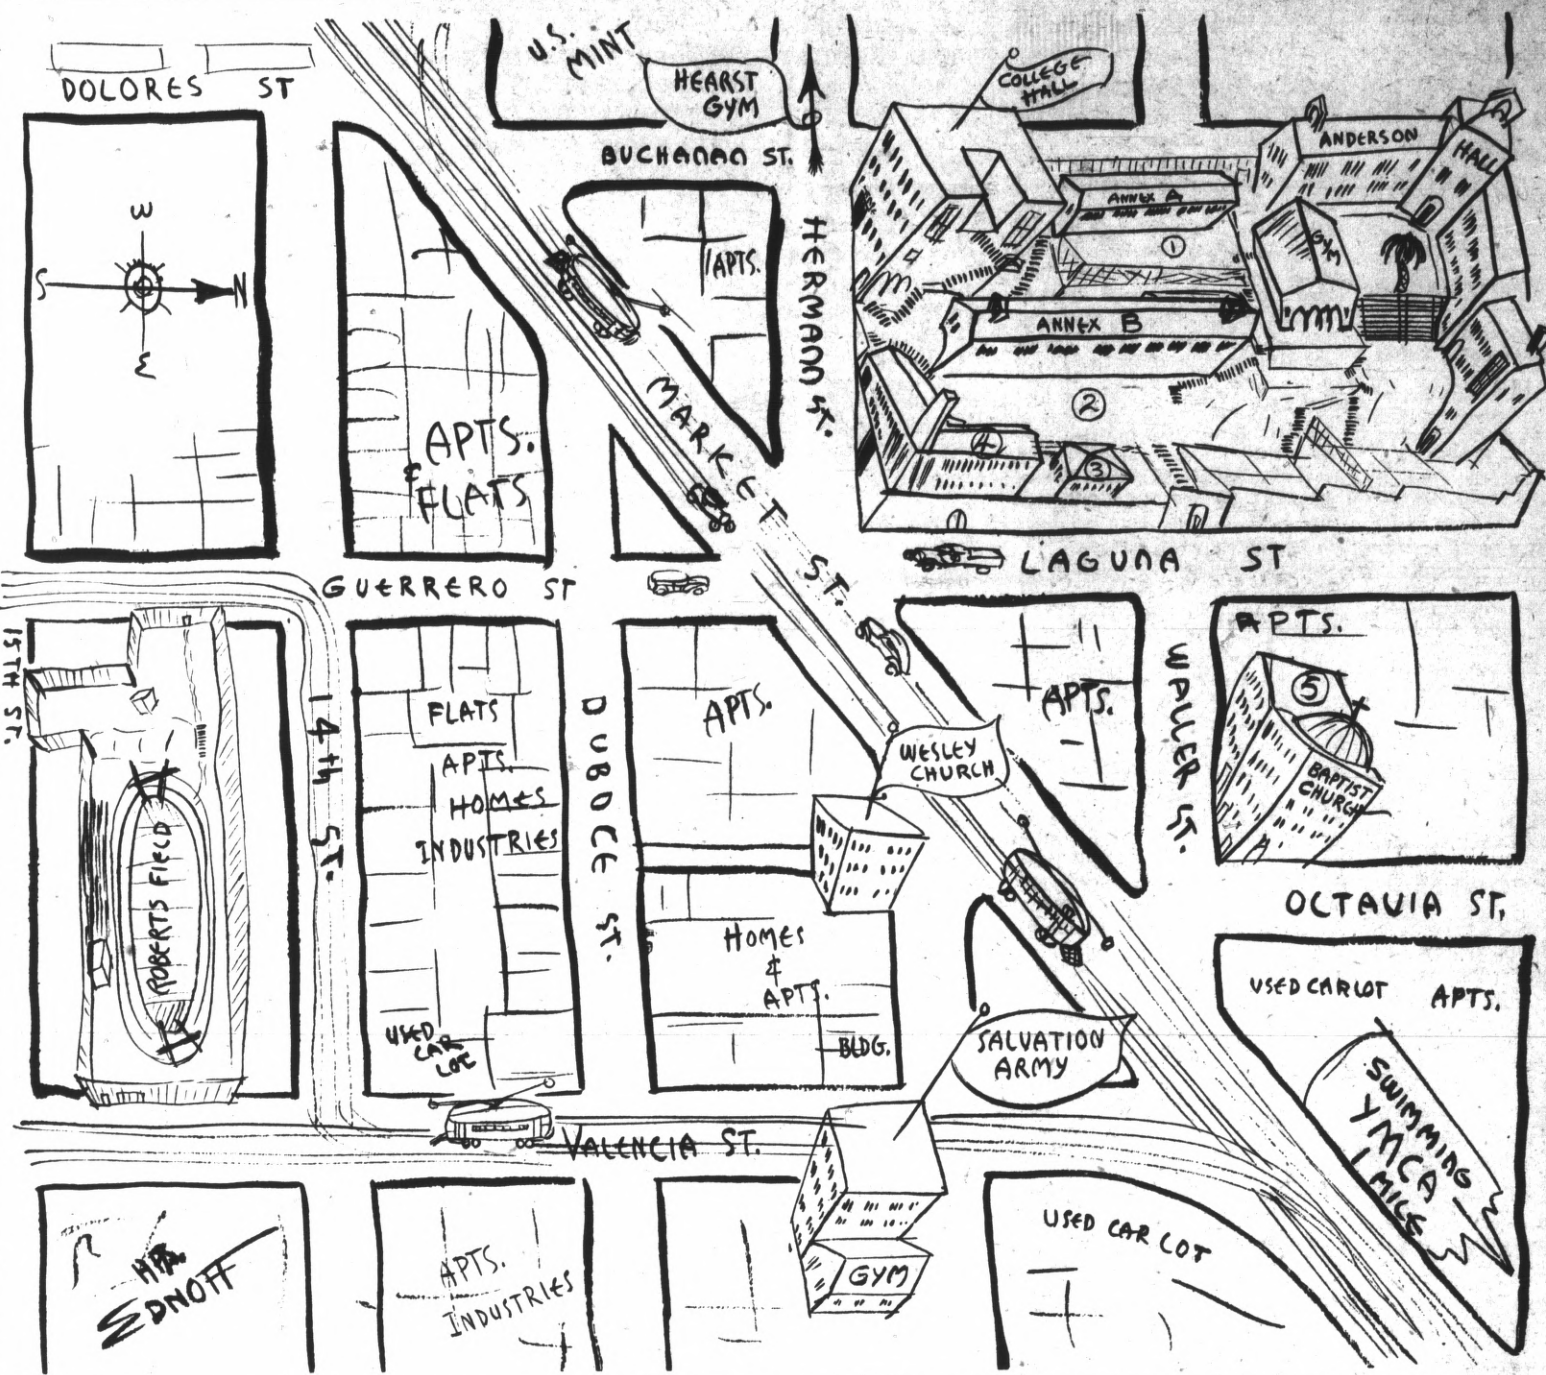 U.S.
MINT
HEARST
GYM
COLLEGE
HALL
DOLORES ST
BUCHANAN ST.
ANDERSON
HALL
ANNEX A
GYM
1
W
S
N
E
APTS.
HERMANN ST.
ANNEX B
2
MARKET ST.
APTS.
&
FLATS
4
3
GUERRERO ST
LAGUNA ST
15TH ST.
14th ST.
FLATS
APTS.
HOMES
INDUSTRIES
DUBOCE ST.
APTS.
WESLEY
CHURCH
APTS.
WALLER ST.
APTS.
5
BAPTIST
CHURCH
ROBERTS FIELD
OCTAVIA ST.
HOMES
&
APTS.
BLDG.
USED
CAR
LOT
USED CAR LOT
APTS.
SALVATION
ARMY
SWIMMING
YMCA
1 MILE
VALENCIA ST.
GYM
USED CAR LOT
APTS.
INDUSTRIES